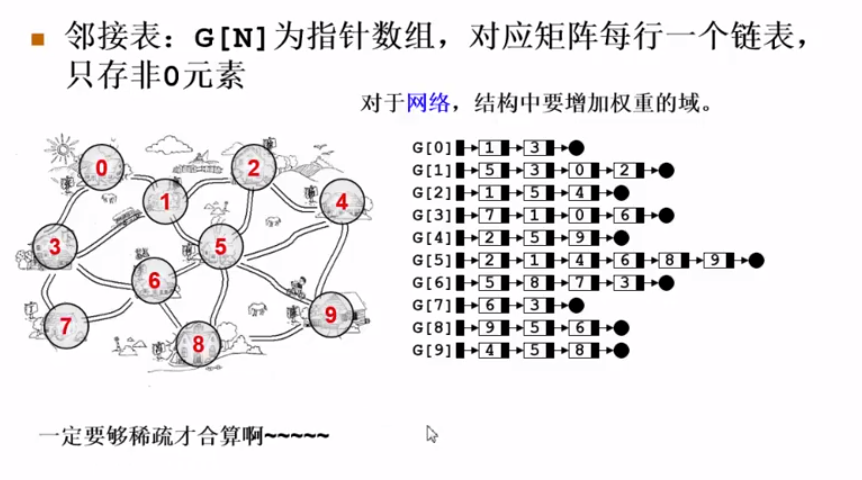 邻接表：G[N]为指针数组，对应矩阵每行一个链表，
只存非0元素
对于网络，结构中要增加权重的域。
0
2
1
4
3
5
6
7
9
8
G[0] 1 3
G[1] 5 3 0 2
G[2] 1 5 4
G[3] 7 1 0 6
G[4] 2 5 9
G[5] 2 1 4 6 8 9
G[6] 5 8 7 3
G[7] 6 3
G[8] 9 5 6
G[9] 4 5 8
一定要够稀疏才合算啊~~~~~